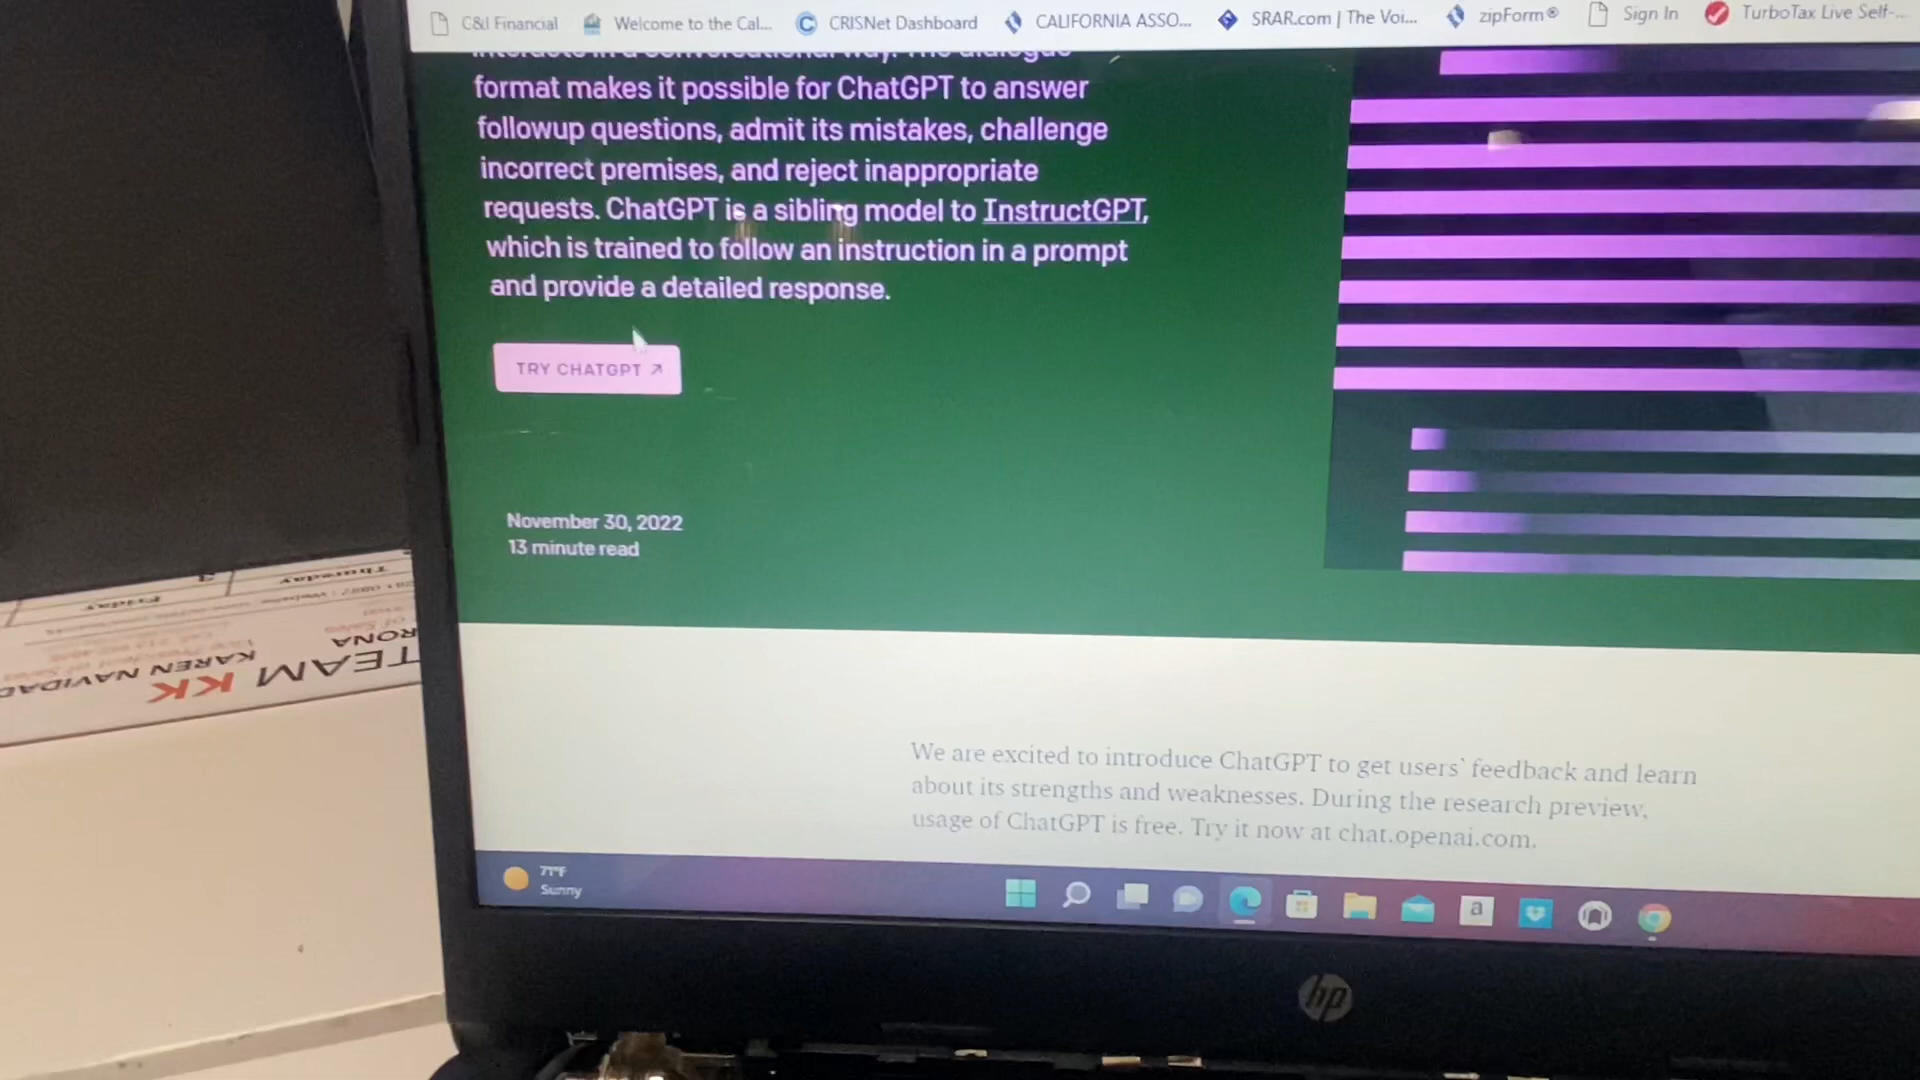 C&I Financial
Welcome to the Cal...
CRISNet Dashboard
CALIFORNIA ASSO...
SRAR.com | The Voi...
zipForm®
Sign In
TurboTax Live Self-...
format makes it possible for ChatGPT to answer
followup questions, admit its mistakes, challenge
incorrect premises, and reject inappropriate
requests. ChatGPT is a sibling model to InstructGPT,
which is trained to follow an instruction in a prompt
and provide a detailed response.
TRY CHATGPT ↗
November 30, 2022
13 minute read
We are excited to introduce ChatGPT to get users' feedback and learn
about its strengths and weaknesses. During the research preview,
usage of ChatGPT is free. Try it now at chat.openai.com.
71°F
Sunny
a
hp
TEAM KK
KAREN NAVIDAD
Thursday
Friday